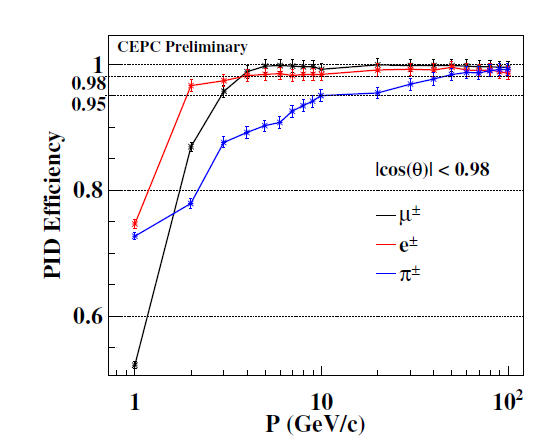 CEPC Preliminary
1
0.98
0.95
0.8
0.6
PID Efficiency
|cos(θ)| < 0.98
μ±
e±
π±
1
10
10²
P (GeV/c)